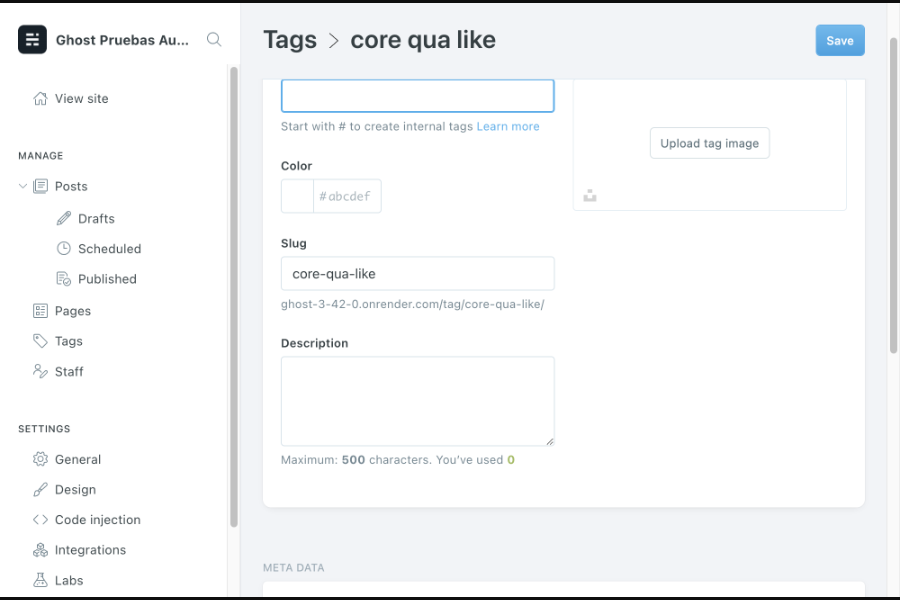 Ghost Pruebas Au...
View site
MANAGE
Posts
Drafts
Scheduled
Published
Pages
Tags
Staff
SETTINGS
General
Design
Code injection
Integrations
Labs
Tags > core qua like
Save
Start with # to create internal tags Learn more
Upload tag image
Color
#abcdef
Slug
core-qua-like
ghost-3-42-0.onrender.com/tag/core-qua-like/
Description
Maximum: 500 characters. You’ve used 0
META DATA